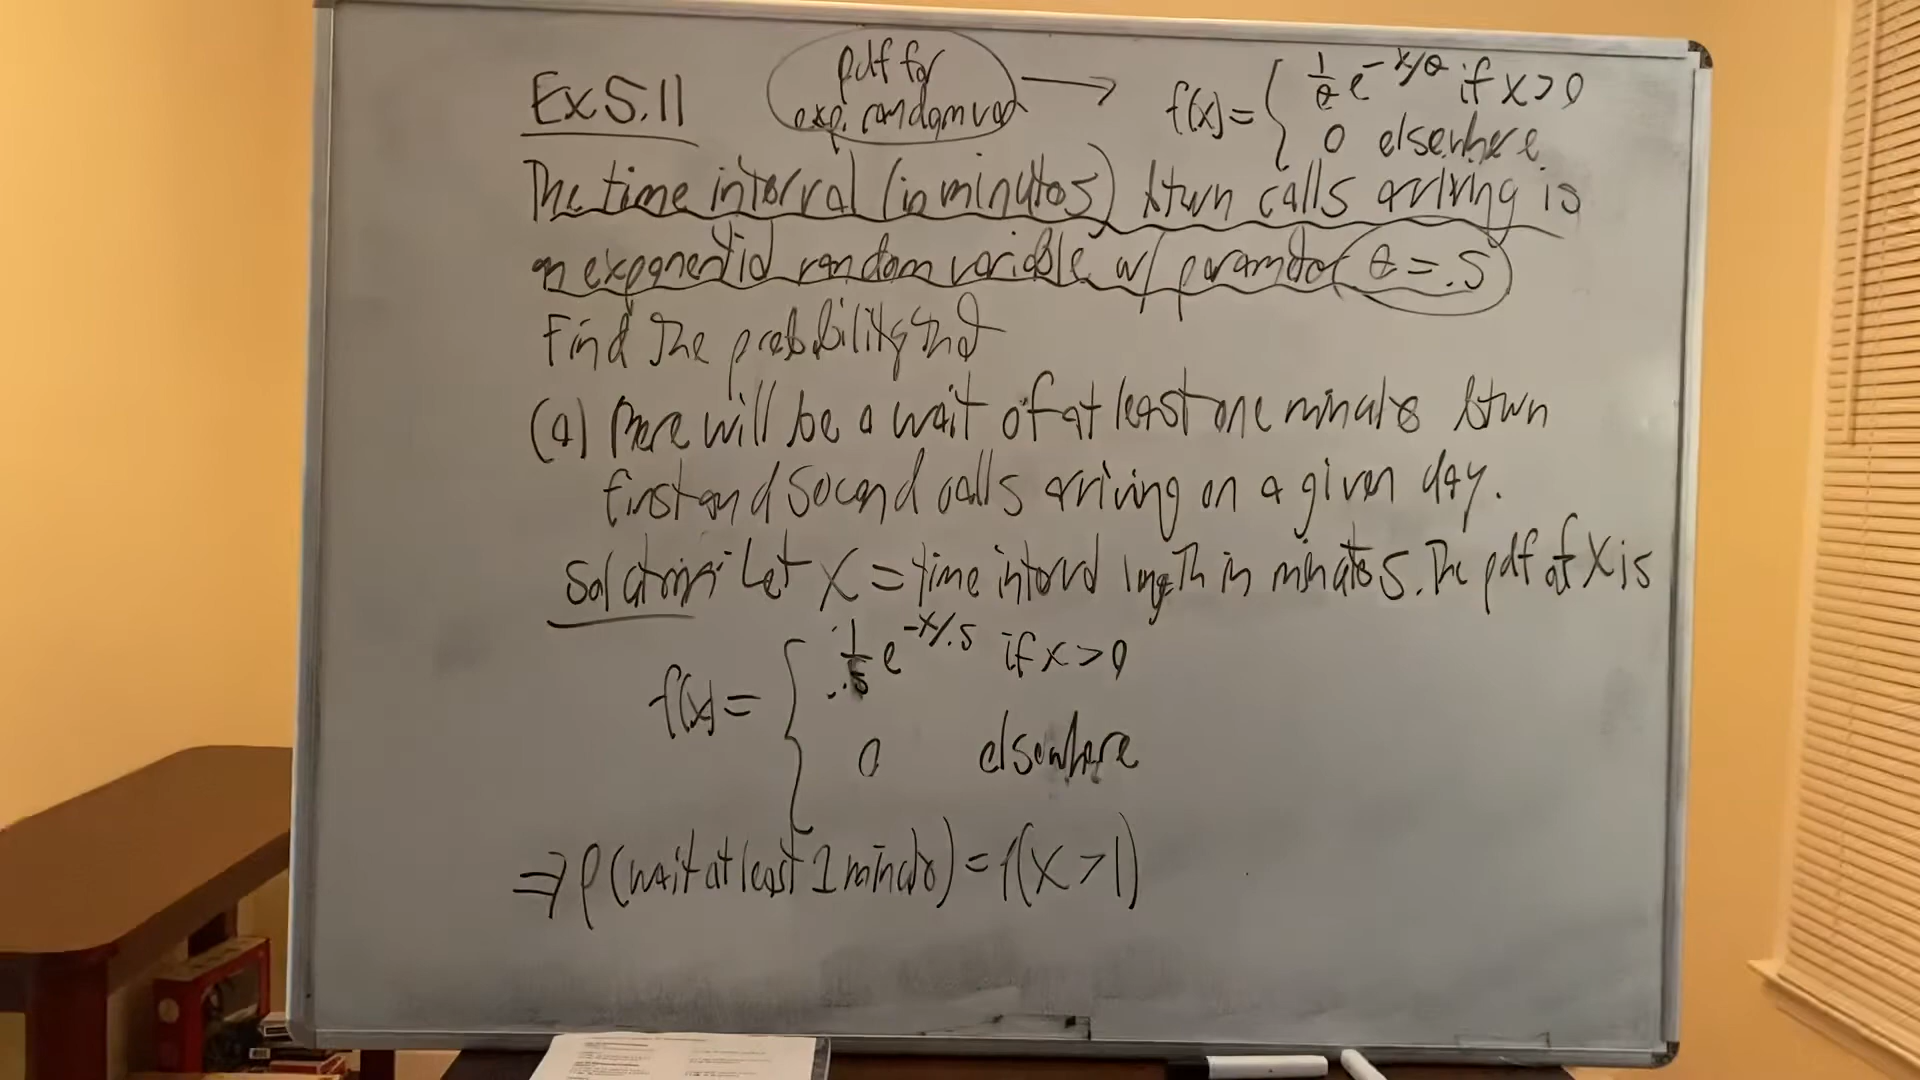 Ex 5.11
pdf for
exp. random var
f(x) = { 1/θ e^-x/θ if x > 0
0 elsewhere
The time interval (in minutes) btwn calls arriving is
an exponential random variable w/ parameter θ = .5
Find the probability that
(a) there will be a wait of at least one minute btwn
first and second calls arriving on a given day.
Solution: Let X = time interval length in minutes. The pdf of X is
f(x) = { 1/.5 e^-x/.5 if x > 0
0 elsewhere
⇒ P(wait at least 1 minute) = P(X > 1)